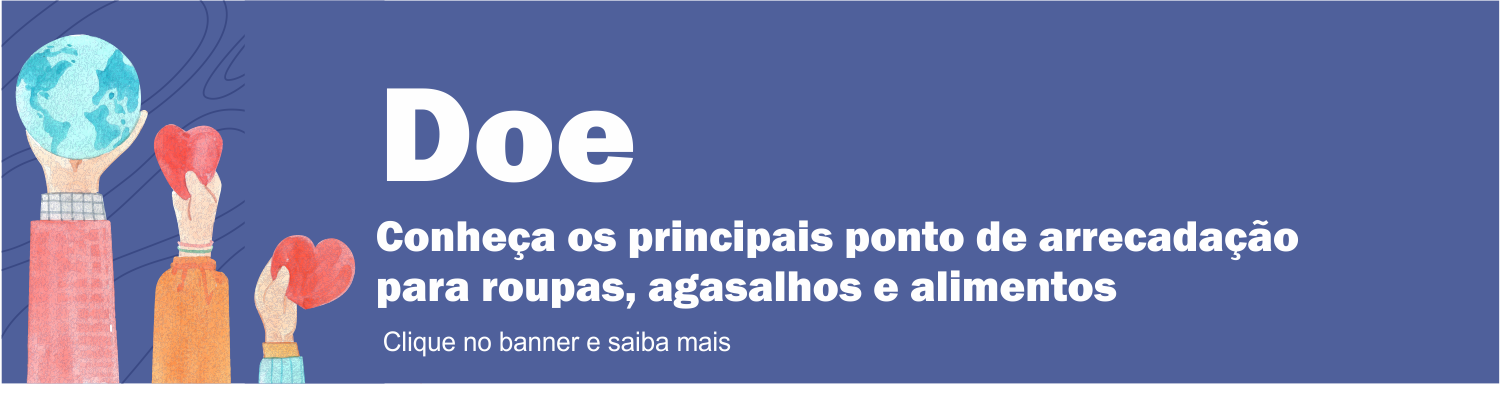 Doe
Conheça os principais ponto de arrecadação
para roupas, agasalhos e alimentos
Clique no banner e saiba mais